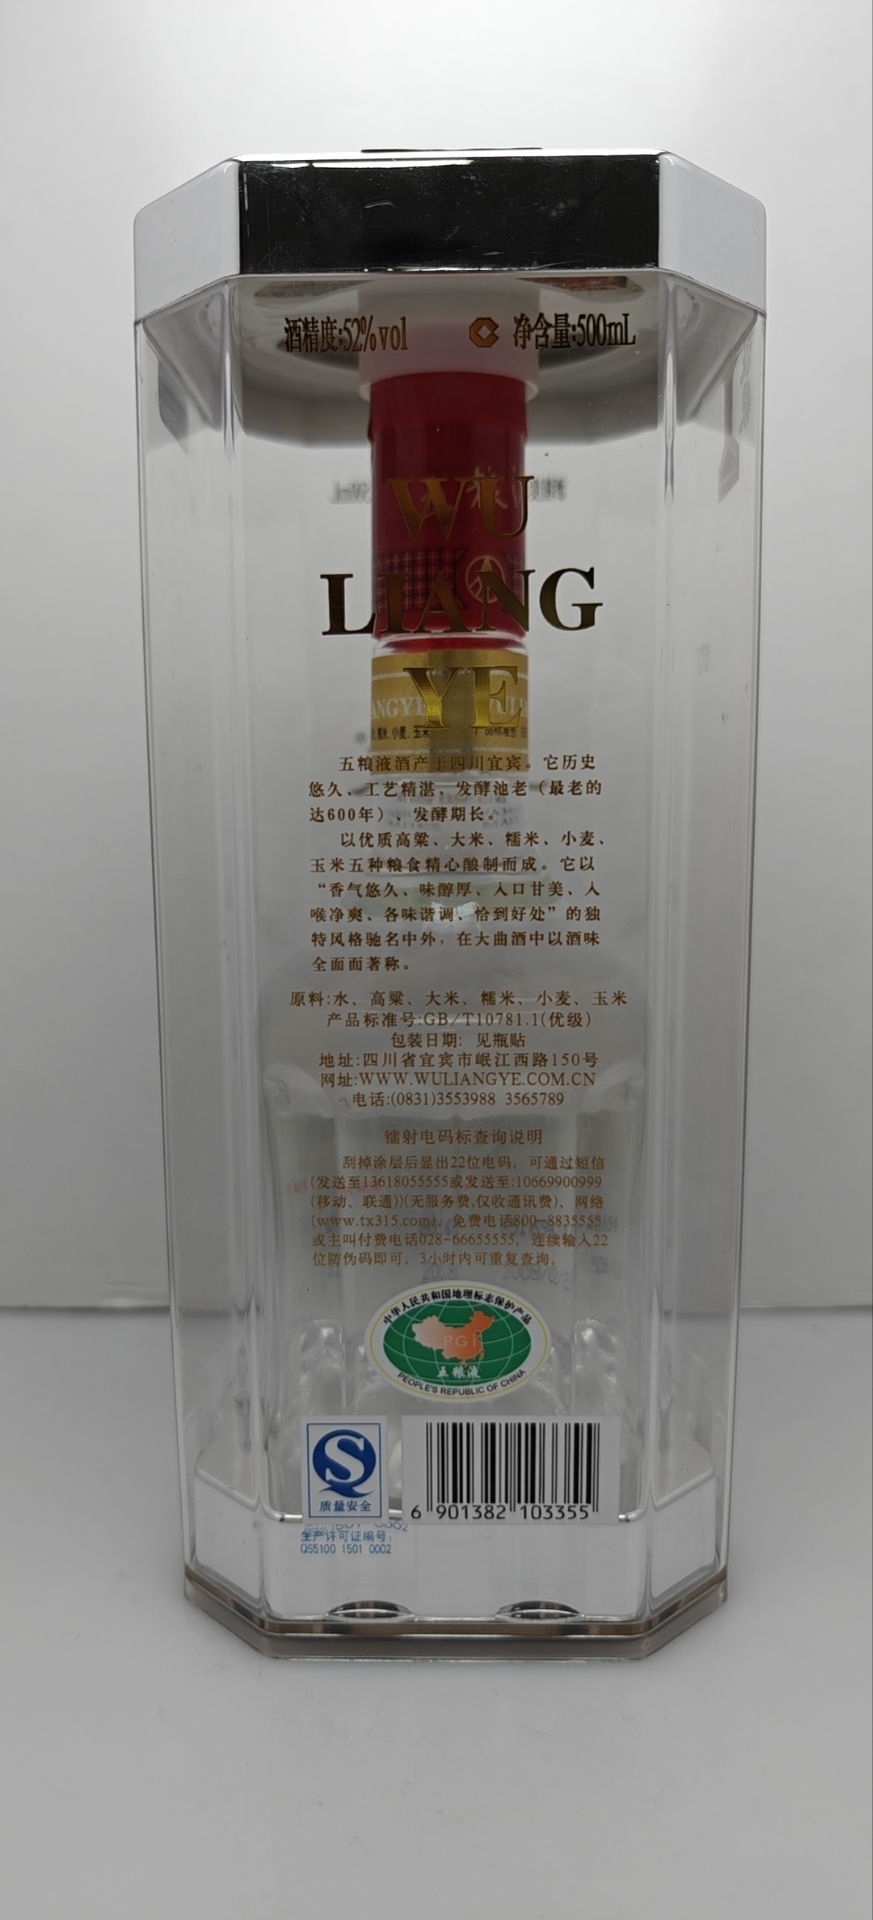 酒精度:52%vol 净含量:500mL
WU
LIANG
YE
五粮液酒产于四川宜宾。它历史
悠久、工艺精湛、发酵池老（最老的
达600年）、发酵期长。
以优质高粱、大米、糯米、小麦、
玉米五种粮食精心酿制而成。它以
“香气悠久、味醇厚、入口甘美、入
喉净爽、各味谐调、恰到好处”的独
特风格驰名中外，在大曲酒中以酒味
全面而著称。
原料:水、高粱、大米、糯米、小麦、玉米
产品标准号:GB/T10781.1(优级)
包装日期: 见瓶贴
地址:四川省宜宾市岷江西路150号
网址:WWW.WULIANGYE.COM.CN
电话:(0831)3553988 3565789
镭射电码标查询说明
刮掉涂层后显出22位电码，可通过短信
(发送至13618055555或发送至:10669900999
(移动、联通))(无服务费,仅收通讯费)、网络
(www.tx315.com)、免费电话800-8835555
或主叫付费电话028-66655555，连续输入22
位防伪码即可，3小时内可重复查询。
中华人民共和国地理标志保护产品
PGI
五粮液
PEOPLE'S REPUBLIC OF CHINA
质量安全
6 901382 103355
生产许可证编号:
QS5100 1501 0002